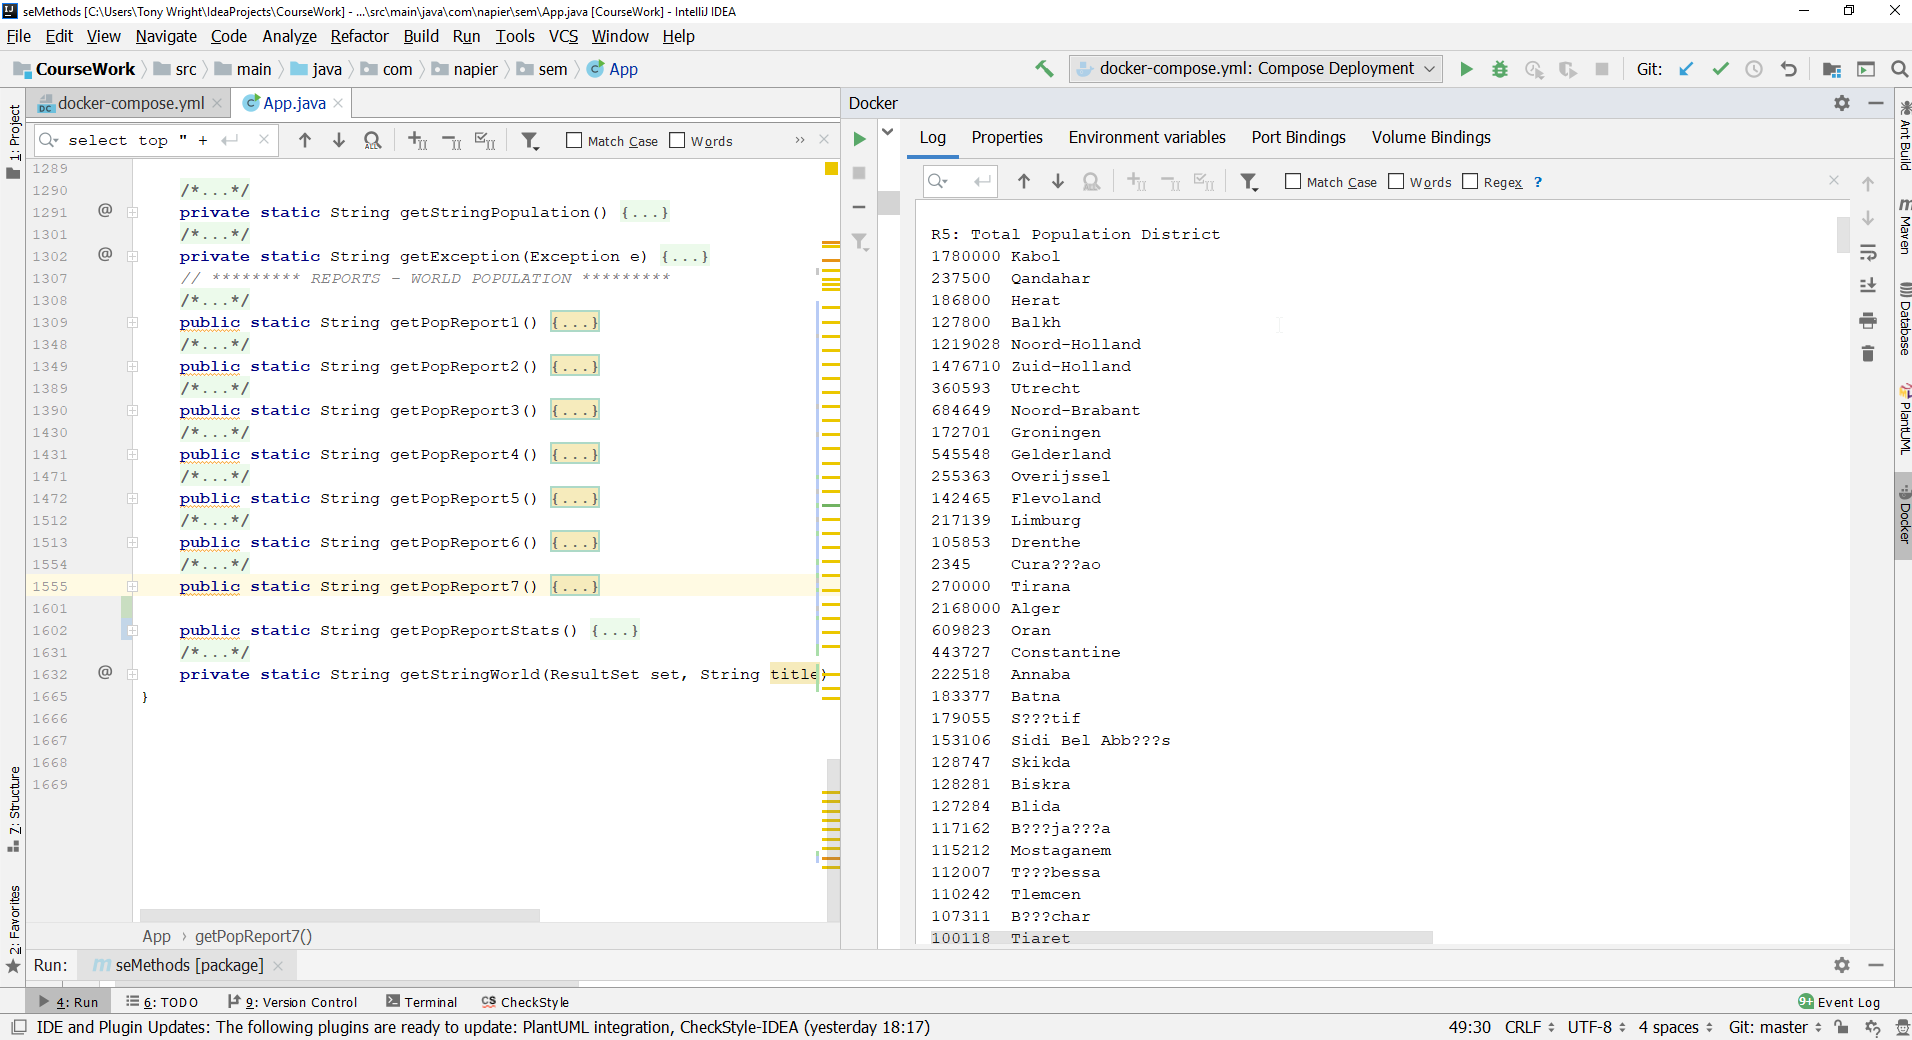 seMethods [C:\Users\Tony Wright\IdeaProjects\CourseWork] - ...\src\main\java\com\napier\sem\App.java [CourseWork] - IntelliJ IDEA
File Edit View Navigate Code Analyze Refactor Build Run Tools VCS Window Help
CourseWork src main java com napier sem App
docker-compose.yml: Compose Deployment
Git:
1: Project
docker-compose.yml App.java
select top " +
Match Case Words
1289
1290 /*...*/
1291 @ private static String getStringPopulation() {...}
1301 /*...*/
1302 @ private static String getException(Exception e) {...}
1307 // ********* REPORTS - WORLD POPULATION *********
1308 /*...*/
1309 public static String getPopReport1() {...}
1348 /*...*/
1349 public static String getPopReport2() {...}
1389 /*...*/
1390 public static String getPopReport3() {...}
1430 /*...*/
1431 public static String getPopReport4() {...}
1471 /*...*/
1472 public static String getPopReport5() {...}
1512 /*...*/
1513 public static String getPopReport6() {...}
1554 /*...*/
1555 public static String getPopReport7() {...}
1601
1602 public static String getPopReportStats() {...}
1631 /*...*/
1632 @ private static String getStringWorld(ResultSet set, String title)
1665 }
1666
1667
1668
1669
App › getPopReport7()
7: Structure
2: Favorites
Docker
Log Properties Environment variables Port Bindings Volume Bindings
Match Case Words Regex ?
R5: Total Population District
1780000 Kabol
237500 Qandahar
186800 Herat
127800 Balkh
1219028 Noord-Holland
1476710 Zuid-Holland
360593 Utrecht
684649 Noord-Brabant
172701 Groningen
545548 Gelderland
255363 Overijssel
142465 Flevoland
217139 Limburg
105853 Drenthe
2345 Cura???ao
270000 Tirana
2168000 Alger
609823 Oran
443727 Constantine
222518 Annaba
183377 Batna
179055 S???tif
153106 Sidi Bel Abb???s
128747 Skikda
128281 Biskra
127284 Blida
117162 B???ja???a
115212 Mostaganem
112007 T???bessa
110242 Tlemcen
107311 B???char
100118 Tiaret
Ant Build
Maven
Database
PlantUML
Docker
Run: seMethods [package]
4: Run 6: TODO 9: Version Control Terminal CheckStyle
9+ Event Log
IDE and Plugin Updates: The following plugins are ready to update: PlantUML integration, CheckStyle-IDEA (yesterday 18:17)
49:30 CRLF UTF-8 4 spaces Git: master